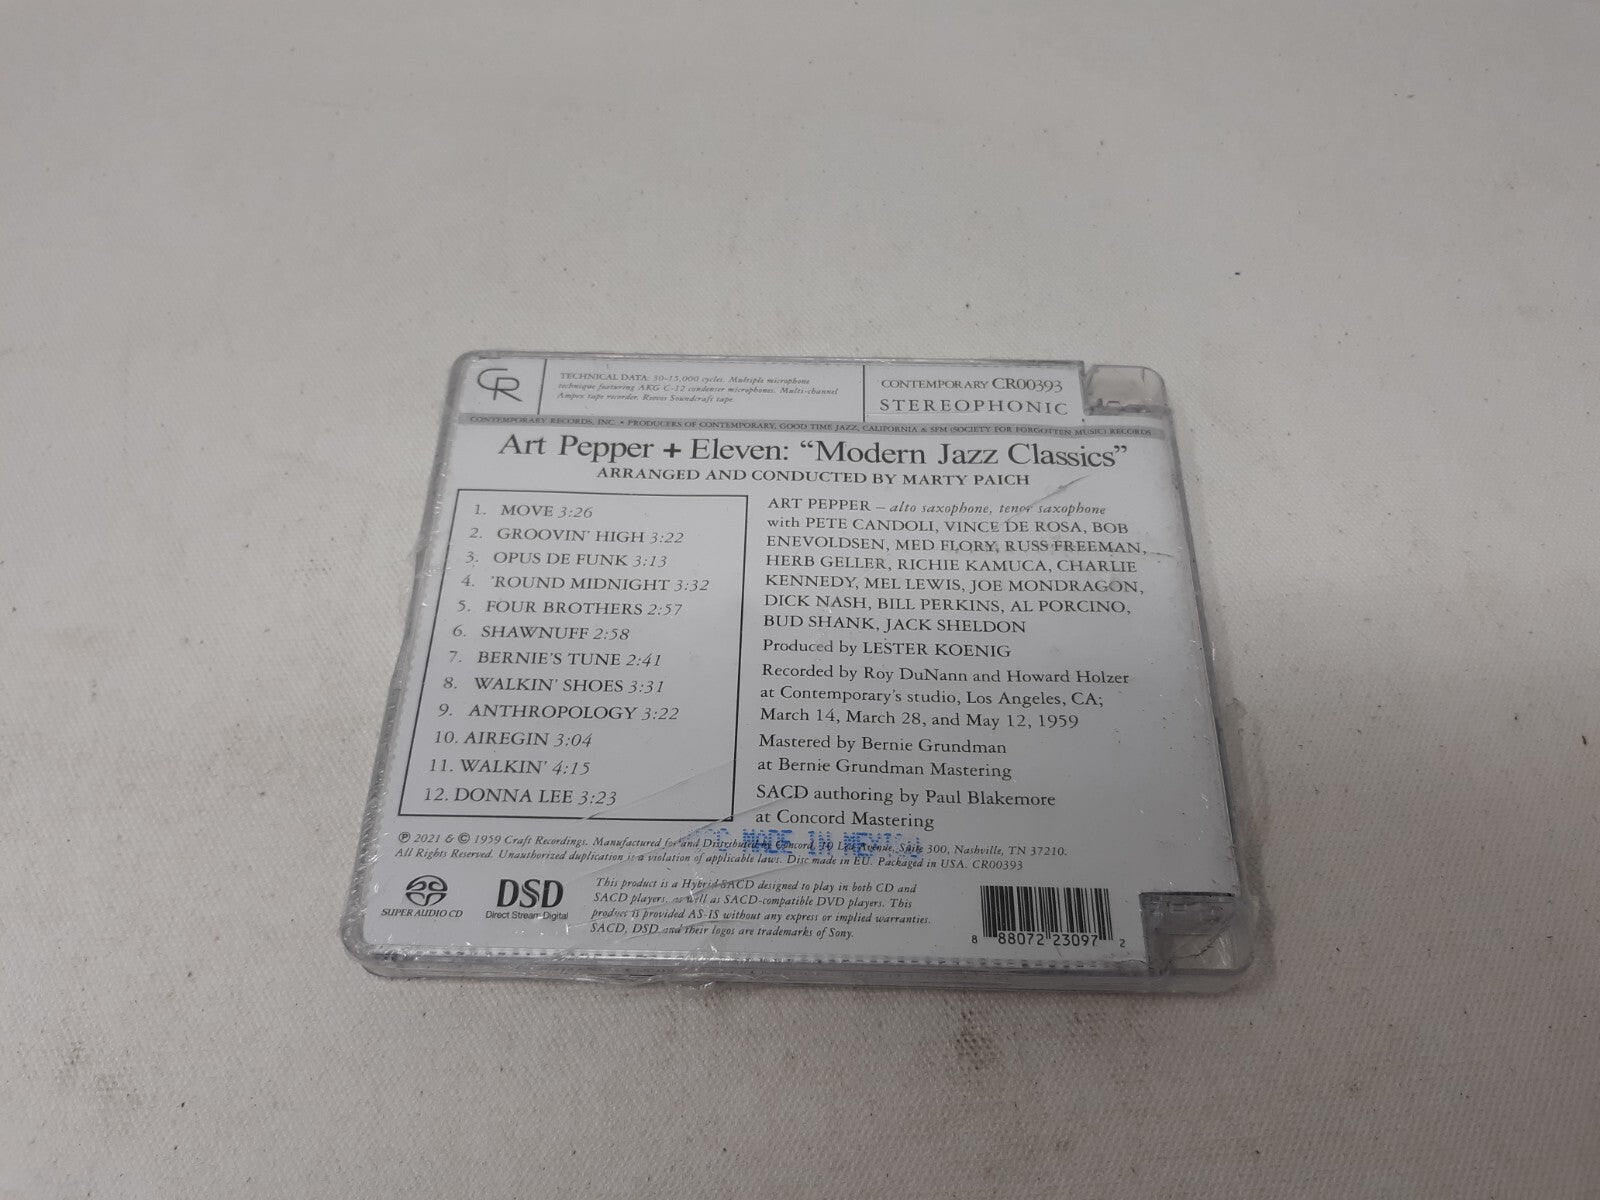 CR
TECHNICAL DATA: 30-15,000 cycles. Multiple microphone
technique featuring AKG C-12 condenser microphones. Multi-channel
Ampex tape recorder. Reeves Soundcraft tape.
CONTEMPORARY CR00393
STEREOPHONIC
CONTEMPORARY RECORDS, INC. • PRODUCERS OF CONTEMPORARY, GOOD TIME JAZZ, CALIFORNIA & SFM (SOCIETY FOR FORGOTTEN MUSIC) RECORDS
Art Pepper + Eleven: “Modern Jazz Classics”
ARRANGED AND CONDUCTED BY MARTY PAICH
1. MOVE 3:26
2. GROOVIN' HIGH 3:22
3. OPUS DE FUNK 3:13
4. 'ROUND MIDNIGHT 3:32
5. FOUR BROTHERS 2:57
6. SHAWNUFF 2:58
7. BERNIE'S TUNE 2:41
8. WALKIN' SHOES 3:31
9. ANTHROPOLOGY 3:22
10. AIREGIN 3:04
11. WALKIN' 4:15
12. DONNA LEE 3:23
ART PEPPER – alto saxophone, tenor saxophone
with PETE CANDOLI, VINCE DE ROSA, BOB
ENEVOLDSEN, MED FLORY, RUSS FREEMAN,
HERB GELLER, RICHIE KAMUCA, CHARLIE
KENNEDY, MEL LEWIS, JOE MONDRAGON,
DICK NASH, BILL PERKINS, AL PORCINO,
BUD SHANK, JACK SHELDON
Produced by LESTER KOENIG
Recorded by Roy DuNann and Howard Holzer
at Contemporary's studio, Los Angeles, CA;
March 14, March 28, and May 12, 1959
Mastered by Bernie Grundman
at Bernie Grundman Mastering
SACD authoring by Paul Blakemore
at Concord Mastering
MADE IN MEXICO
℗ 2021 & © 1959 Craft Recordings. Manufactured for and Distributed by Concord, 10 Lea Avenue, Suite 300, Nashville, TN 37210.
All Rights Reserved. Unauthorized duplication is a violation of applicable laws. Disc made in EU. Packaged in USA. CR00393
SUPER AUDIO CD
DSD
Direct Stream Digital
This product is a Hybrid SACD designed to play in both CD and
SACD players, as well as SACD-compatible DVD players. This
product is provided AS-IS without any express or implied warranties.
SACD, DSD and their logos are trademarks of Sony.
8 88072 23097 2